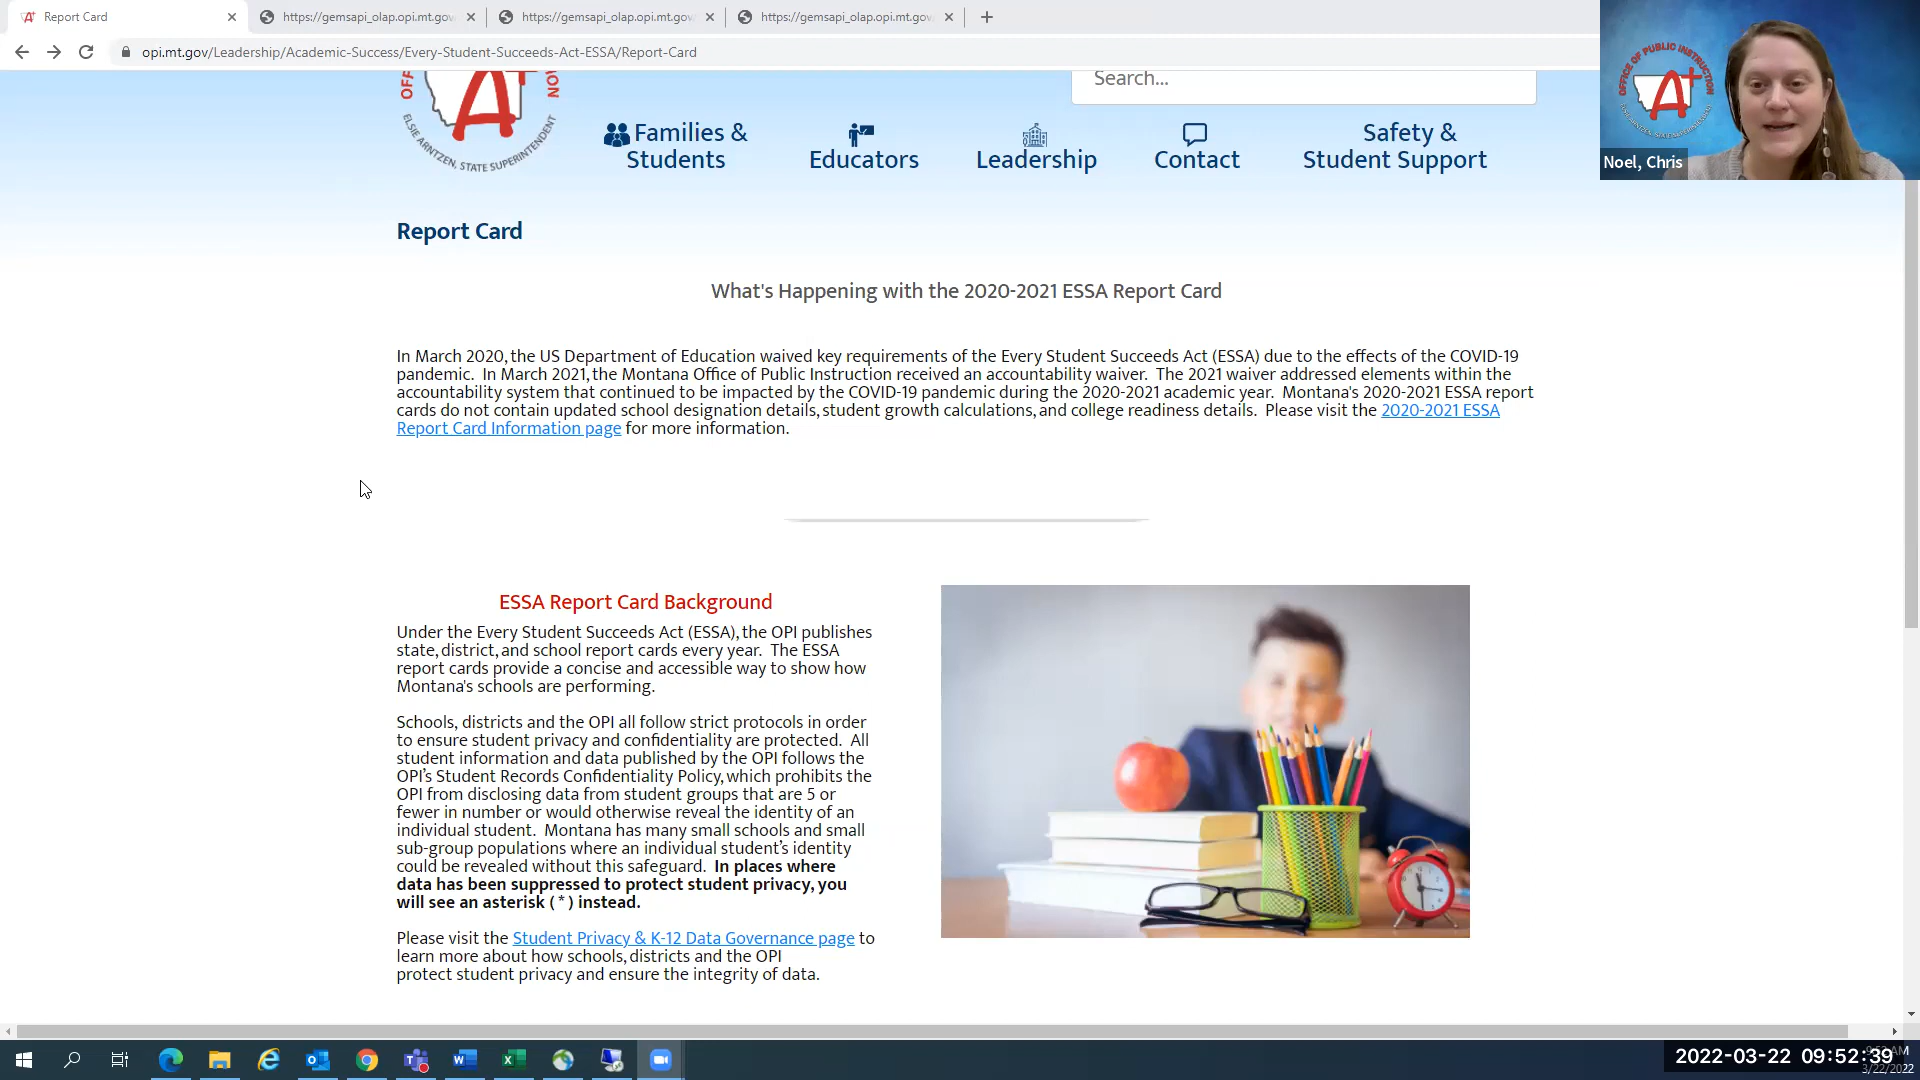 Report Card
https://gemsapi_olap.opi.mt.gov
https://gemsapi_olap.opi.mt.gov
https://gemsapi_olap.opi.mt.gov
opi.mt.gov/Leadership/Academic-Success/Every-Student-Succeeds-Act-ESSA/Report-Card
ELSIE ARNTZEN, STATE SUPERINTENDENT
Search...
Families &
Students
Educators
Leadership
Contact
Safety &
Student Support
OFFICE OF PUBLIC INSTRUCTION
Noel, Chris
Report Card
What's Happening with the 2020-2021 ESSA Report Card
In March 2020, the US Department of Education waived key requirements of the Every Student Succeeds Act (ESSA) due to the effects of the COVID-19
pandemic. In March 2021, the Montana Office of Public Instruction received an accountability waiver. The 2021 waiver addressed elements within the
accountability system that continued to be impacted by the COVID-19 pandemic during the 2020-2021 academic year. Montana's 2020-2021 ESSA report
cards do not contain updated school designation details, student growth calculations, and college readiness details. Please visit the 2020-2021 ESSA
Report Card Information page for more information.
ESSA Report Card Background
Under the Every Student Succeeds Act (ESSA), the OPI publishes
state, district, and school report cards every year. The ESSA
report cards provide a concise and accessible way to show how
Montana's schools are performing.
Schools, districts and the OPI all follow strict protocols in order
to ensure student privacy and confidentiality are protected. All
student information and data published by the OPI follows the
OPI's Student Records Confidentiality Policy, which prohibits the
OPI from disclosing data from student groups that are 5 or
fewer in number or would otherwise reveal the identity of an
individual student. Montana has many small schools and small
sub-group populations where an individual student's identity
could be revealed without this safeguard. In places where
data has been suppressed to protect student privacy, you
will see an asterisk ( * ) instead.
Please visit the Student Privacy & K-12 Data Governance page to
learn more about how schools, districts and the OPI
protect student privacy and ensure the integrity of data.
2022-03-22 09:52:39
3/22/2022